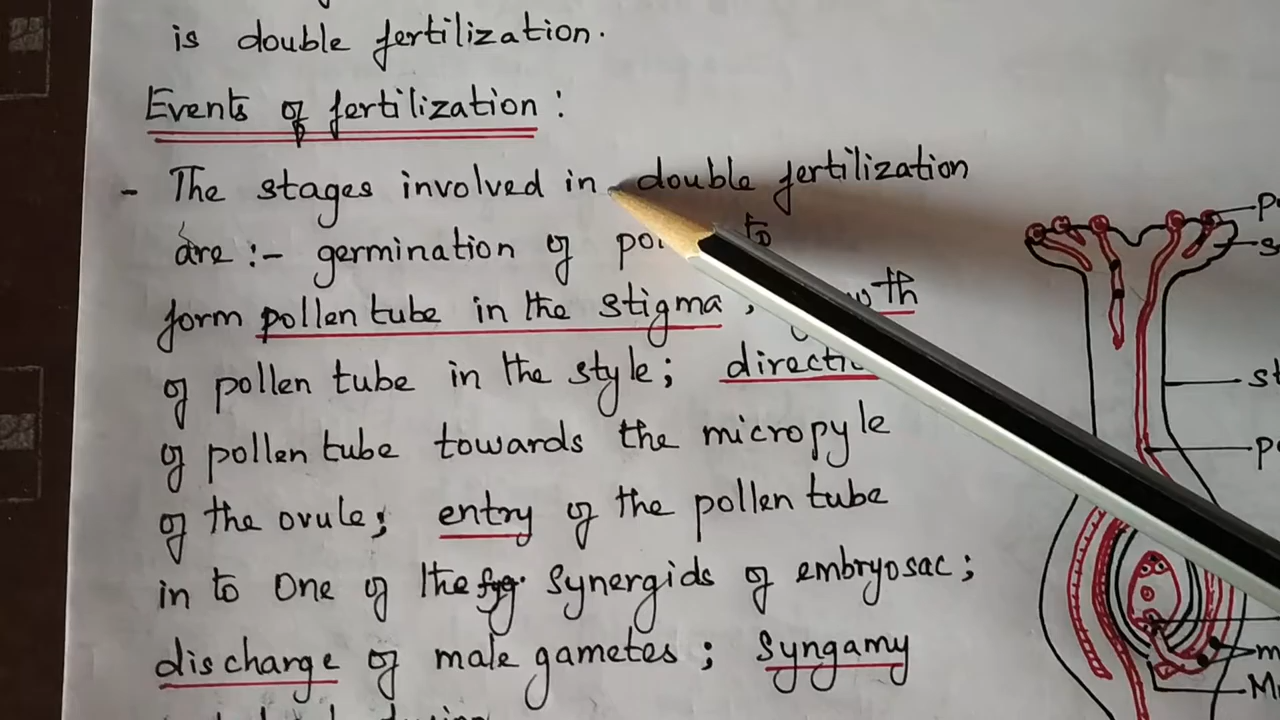 is double fertilization.
Events of fertilization :
- The stages involved in double fertilization
are :- germination of to
form pollen tube in the stigma ;
of pollen tube in the style ;
of pollen tube towards the micropyle
of the ovule ; entry of the pollen tube
in to one of the synergids of embryosac ;
discharge of male gametes ; Syngamy